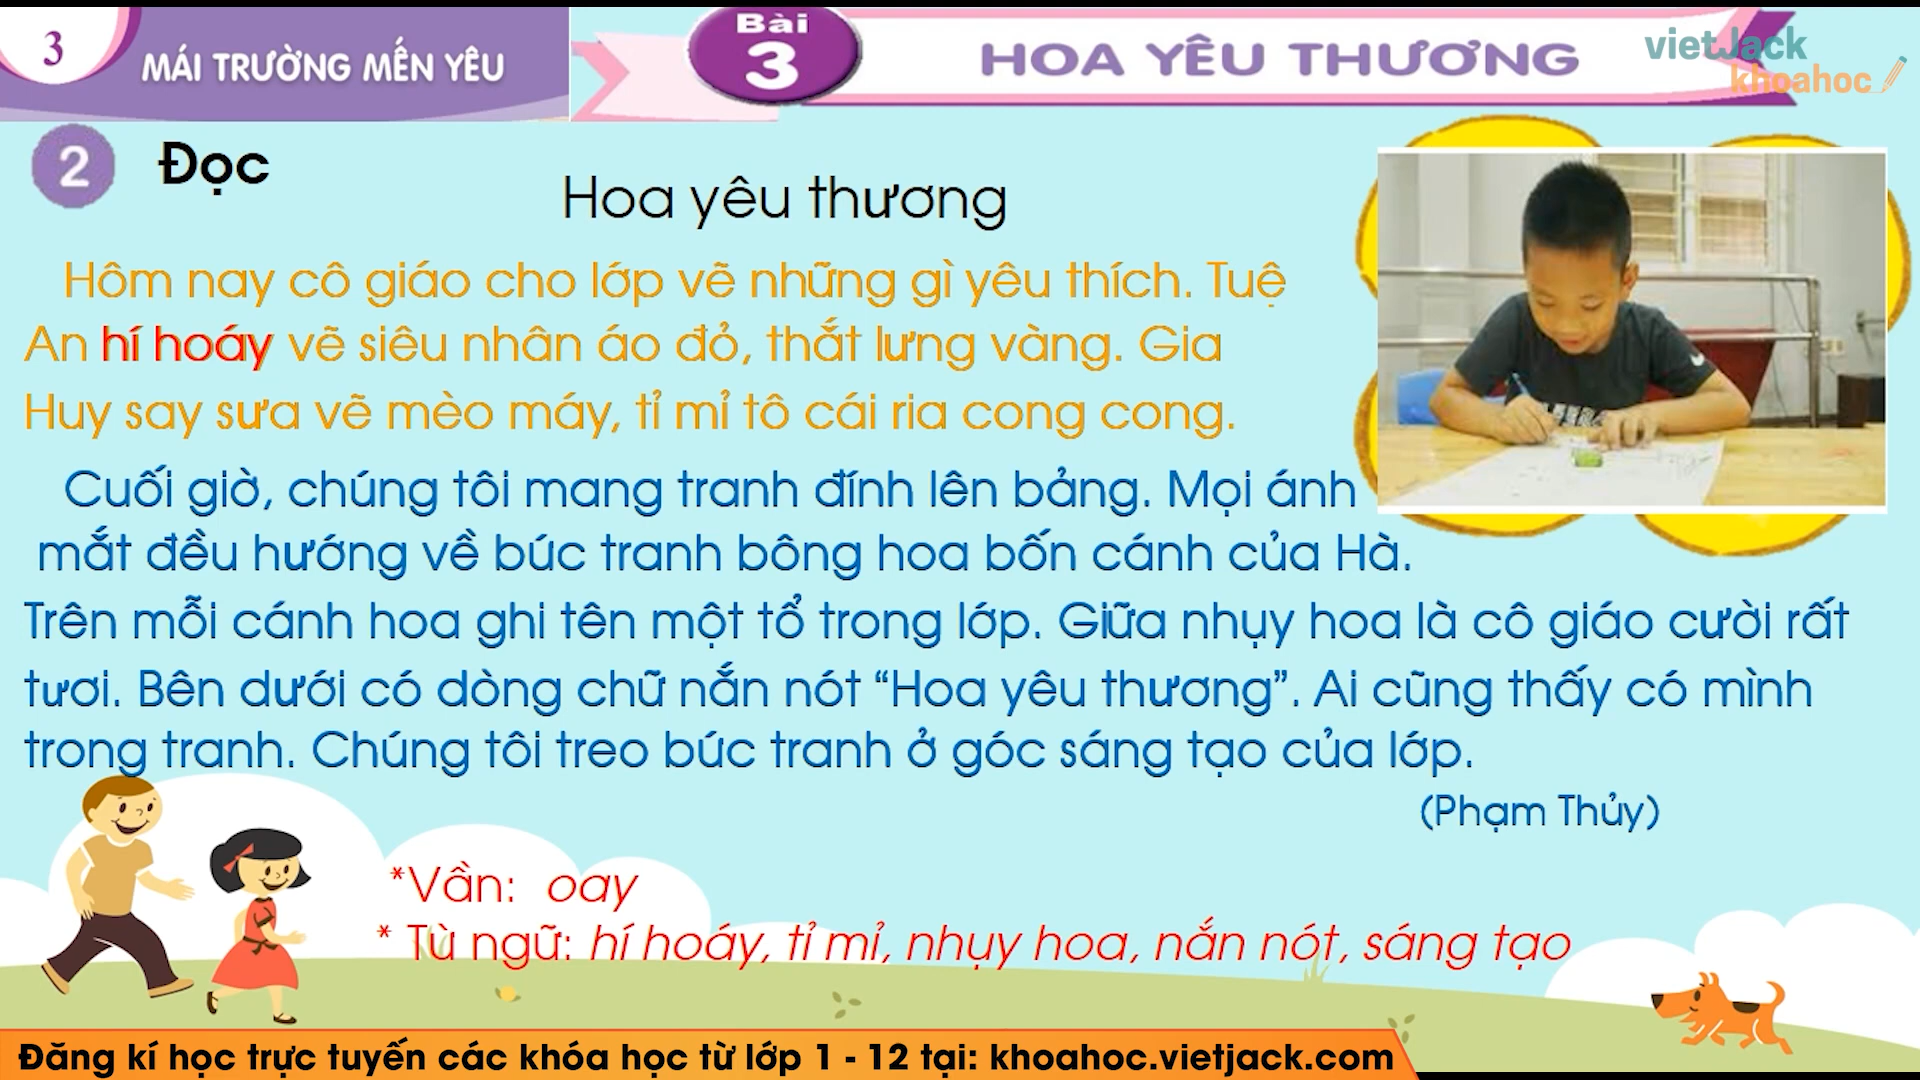 3
MÁI TRƯỜNG MẾN YÊU
Bài
3
HOA YÊU THƯƠNG
vietJack
khoahoc
2
Đọc
Hoa yêu thương
Hôm nay cô giáo cho lớp vẽ những gì yêu thích. Tuệ
An hí hoáy vẽ siêu nhân áo đỏ, thắt lưng vàng. Gia
Huy say sưa vẽ mèo máy, tỉ mỉ tô cái ria cong cong.
Cuối giờ, chúng tôi mang tranh đính lên bảng. Mọi ánh
mắt đều hướng về bức tranh bông hoa bốn cánh của Hà.
Trên mỗi cánh hoa ghi tên một tổ trong lớp. Giữa nhụy hoa là cô giáo cười rất
tươi. Bên dưới có dòng chữ nắn nót “Hoa yêu thương”. Ai cũng thấy có mình
trong tranh. Chúng tôi treo bức tranh ở góc sáng tạo của lớp.
(Phạm Thủy)
*Vần: oay
* Từ ngữ: hí hoáy, tỉ mỉ, nhụy hoa, nắn nót, sáng tạo
Đăng kí học trực tuyến các khóa học từ lớp 1 - 12 tại: khoahoc.vietjack.com